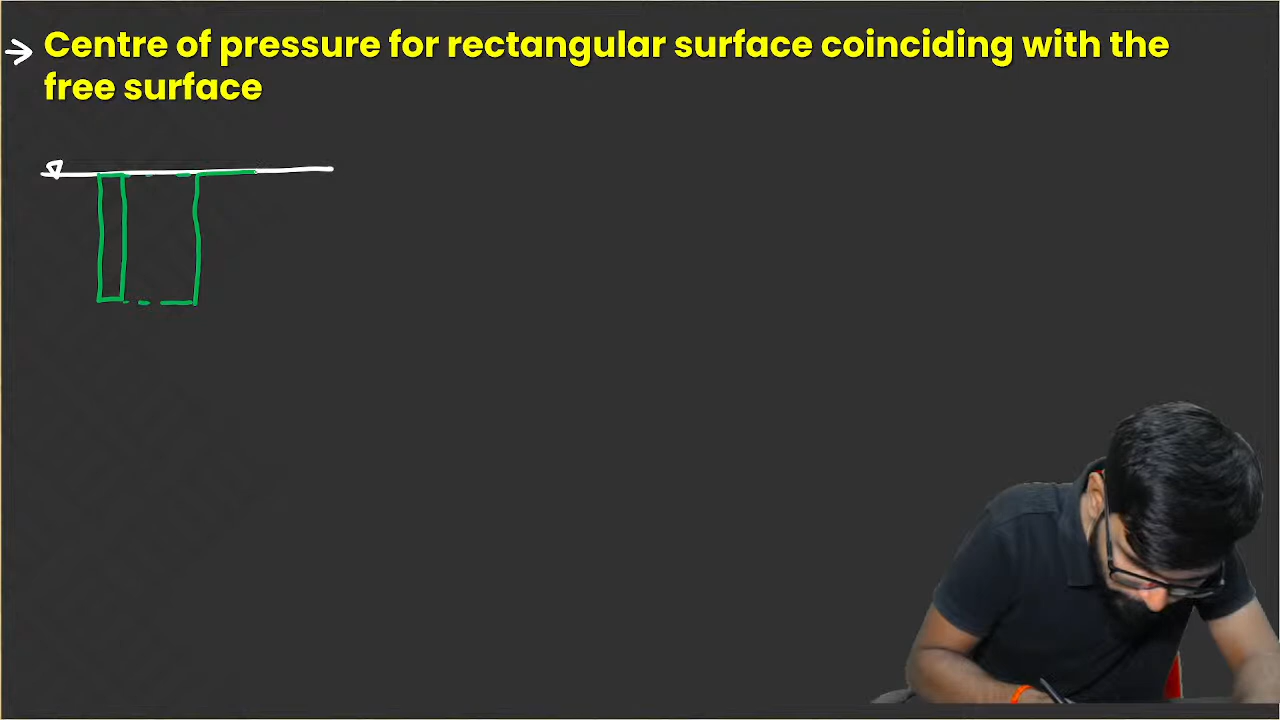 Centre of pressure for rectangular surface coinciding with the
free surface